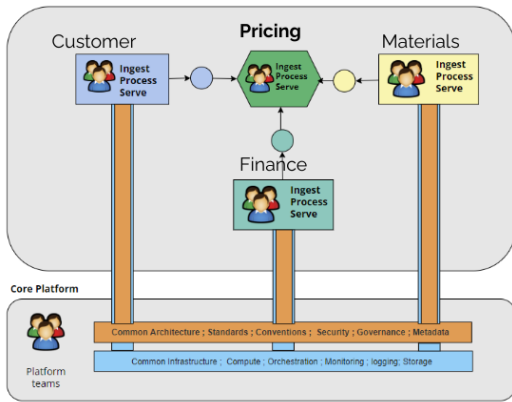 Pricing
Customer
Materials
Ingest
Process
Serve
Ingest
Process
Serve
Ingest
Process
Serve
Finance
Ingest
Process
Serve
Core Platform
Common Architecture ; Standards ; Conventions ; Security ; Governance ; Metadata
Common Infrastructure ; Compute ; Orchestration ; Monitoring ; logging; Storage
Platform
teams